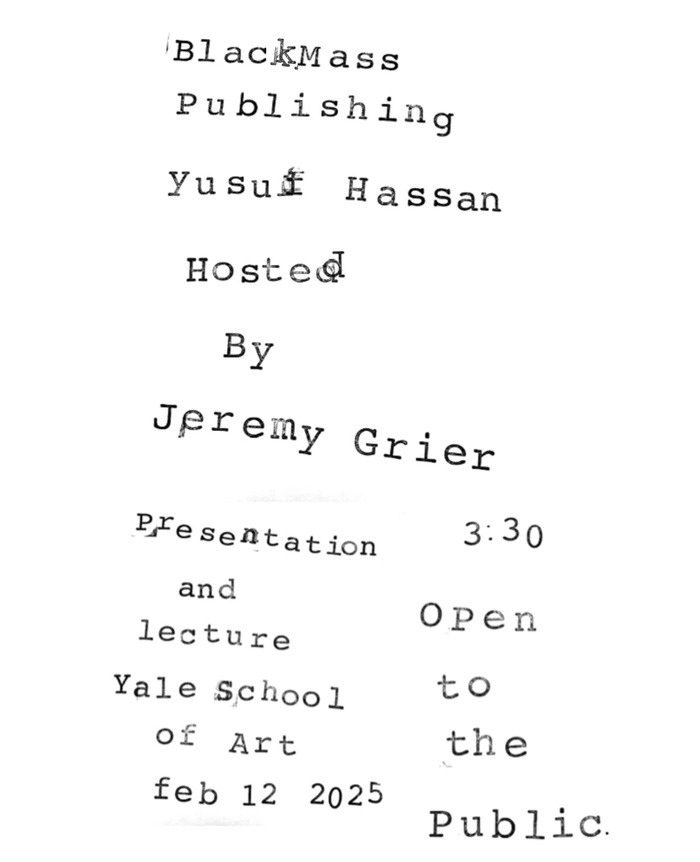 BlackMass
Publishing
Yusuf Hassan
Hosted
By
Jeremy Grier
Presentation
and
lecture
Yale School
of Art
feb 12 2025
3:30
Open
to
the
Public.